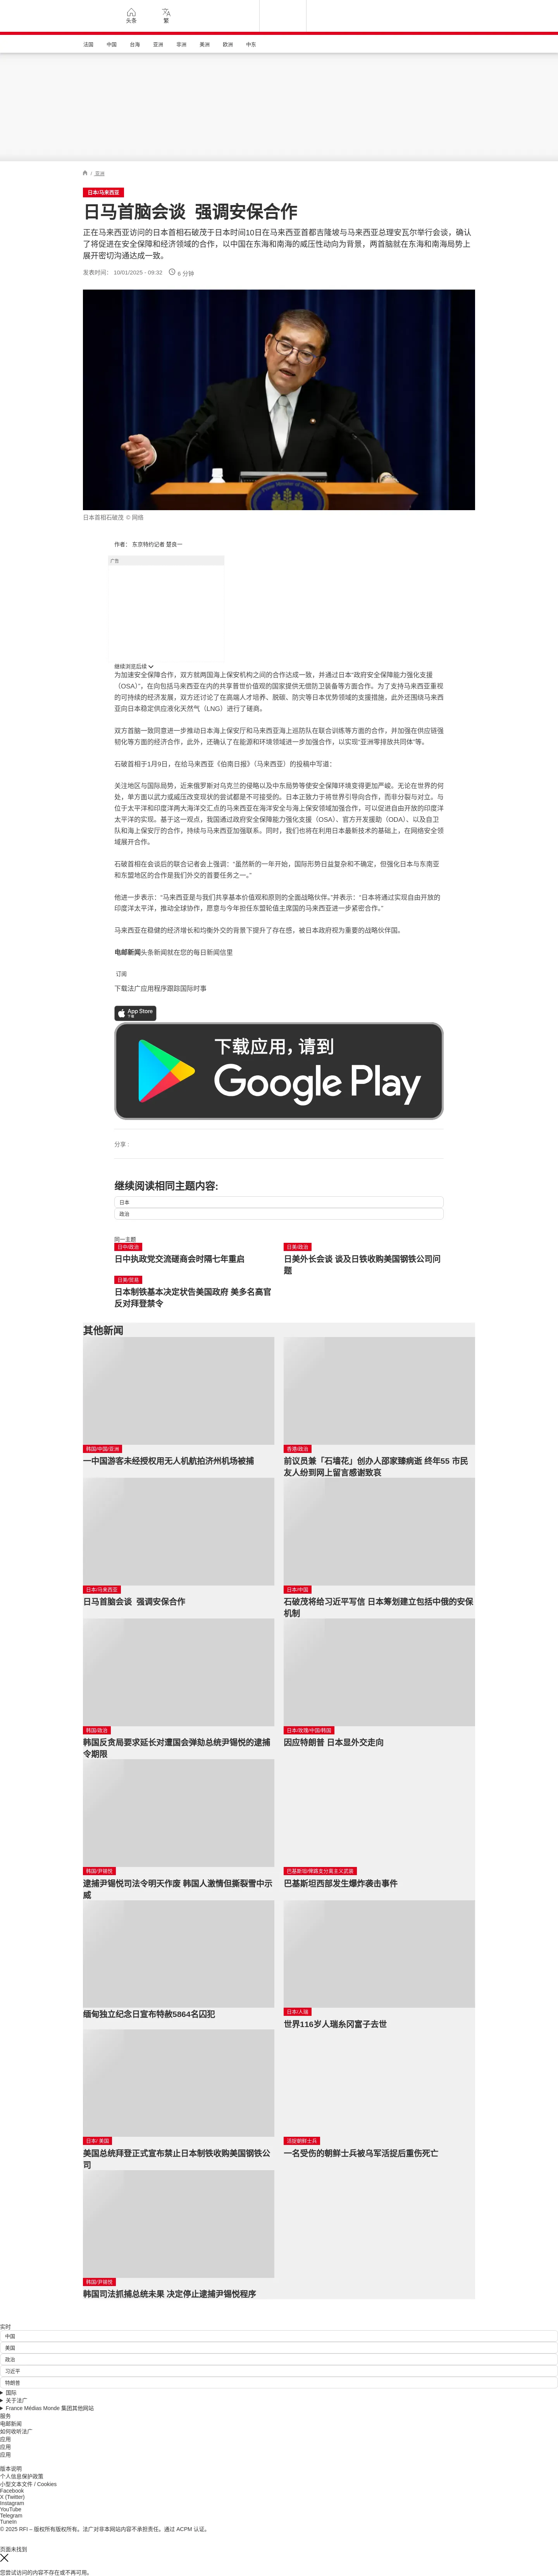 头条
繁
法国
中国
台海
亚洲
非洲
美洲
欧洲
中东
/ 亚洲
日本/马来西亚
日马首脑会谈 强调安保合作
正在马来西亚访问的日本首相石破茂于日本时间10日在马来西亚首都吉隆坡与马来西亚总理安瓦尔举行会谈，确认
了将促进在安全保障和经济领域的合作，以中国在东海和南海的威压性动向为背景，两首脑就在东海和南海局势上
展开密切沟通达成一致。
发表时间： 10/01/2025 - 09:32
6 分钟
日本首相石破茂 © 网络
作者： 东京特约记者 楚良一
广告
继续浏览后续
为加速安全保障合作，双方就两国海上保安机构之间的合作达成一致，并通过日本“政府安全保障能力强化支援
（OSA）”，在向包括马来西亚在内的共享普世价值观的国家提供无偿防卫装备等方面合作。为了支持马来西亚重视
的可持续的经济发展，双方还讨论了在高端人才培养、脱碳、防灾等日本优势领域的支援措施，此外还围绕马来西
亚向日本稳定供应液化天然气（LNG）进行了磋商。
双方首脑一致同意进一步推动日本海上保安厅和马来西亚海上巡防队在联合训练等方面的合作，并加强在供应链强
韧化等方面的经济合作，此外，还确认了在能源和环境领域进一步加强合作，以实现“亚洲零排放共同体”等。
石破首相于1月9日，在给马来西亚《伯南日报》（马来西亚）的投稿中写道：
关注地区与国际局势，近来俄罗斯对乌克兰的侵略以及中东局势等使安全保障环境变得更加严峻。无论在世界的何
处，单方面以武力或威压改变现状的尝试都是不可接受的。日本正致力于将世界引导向合作，而非分裂与对立。与
位于太平洋和印度洋两大海洋交汇点的马来西亚在海洋安全与海上保安领域加强合作，可以促进自由开放的印度洋
太平洋的实现。基于这一观点，我国通过政府安全保障能力强化支援（OSA）、官方开发援助（ODA）、以及自卫
队和海上保安厅的合作，持续与马来西亚加强联系。同时，我们也将在利用日本最新技术的基础上，在网络安全领
域展开合作。
石破首相在会谈后的联合记者会上强调：“虽然新的一年开始，国际形势日益复杂和不确定，但强化日本与东南亚
和东盟地区的合作是我们外交的首要任务之一。”
他进一步表示：“马来西亚是与我们共享基本价值观和原则的全面战略伙伴。”并表示：“日本将通过实现自由开放的
印度洋太平洋，推动全球协作，愿意与今年担任东盟轮值主席国的马来西亚进一步紧密合作。”
马来西亚在稳健的经济增长和均衡外交的背景下提升了存在感，被日本政府视为重要的战略伙伴国。
电邮新闻头条新闻就在您的每日新闻信里
订阅
下载法广应用程序跟踪国际时事
App Store
下载
下载应用，请到
Google Play
分享 :
继续阅读相同主题内容:
日本
政治
同一主题
日中/政治
日中执政党交流磋商会时隔七年重启
日美/政治
日美外长会谈 谈及日铁收购美国钢铁公司问
题
日美/贸易
日本制铁基本决定状告美国政府 美多名高官
反对拜登禁令
其他新闻
韩国/中国/亚洲
一中国游客未经授权用无人机航拍济州机场被捕
香港/政治
前议员兼「石墙花」创办人邵家臻病逝 终年55 市民
友人纷到网上留言感谢致哀
日本/马来西亚
日马首脑会谈 强调安保合作
日本/中国
石破茂将给习近平写信 日本筹划建立包括中俄的安保
机制
韩国/政治
韩国反贪局要求延长对遭国会弹劾总统尹锡悦的逮捕
令期限
日本/玫瑰/中国/韩国
因应特朗普 日本显外交走向
韩国/尹锡悦
逮捕尹锡悦司法令明天作废 韩国人激情但撕裂雪中示
威
巴基斯坦/俾路支分离主义武装
巴基斯坦西部发生爆炸袭击事件
缅甸独立纪念日宣布特赦5864名囚犯
日本/人瑞
世界116岁人瑞糸冈富子去世
日本/ 美国
美国总统拜登正式宣布禁止日本制铁收购美国钢铁公
司
活捉朝鲜士兵
一名受伤的朝鲜士兵被乌军活捉后重伤死亡
韩国/尹锡悦
韩国司法抓捕总统未果 决定停止逮捕尹锡悦程序
实时
中国
美国
政治
习近平
特朗普
国际
关于法广
France Médias Monde 集团其他网站
服务
电邮新闻
如何收听法广
应用
应用
应用
版本说明
个人信息保护政策
小型文本文件 / Cookies
Facebook
X (Twitter)
Instagram
YouTube
Telegram
TuneIn
© 2025 RFI – 版权所有版权所有。法广对非本网站内容不承担责任。通过 ACPM 认证。
页面未找到
您尝试访问的内容不存在或不再可用。